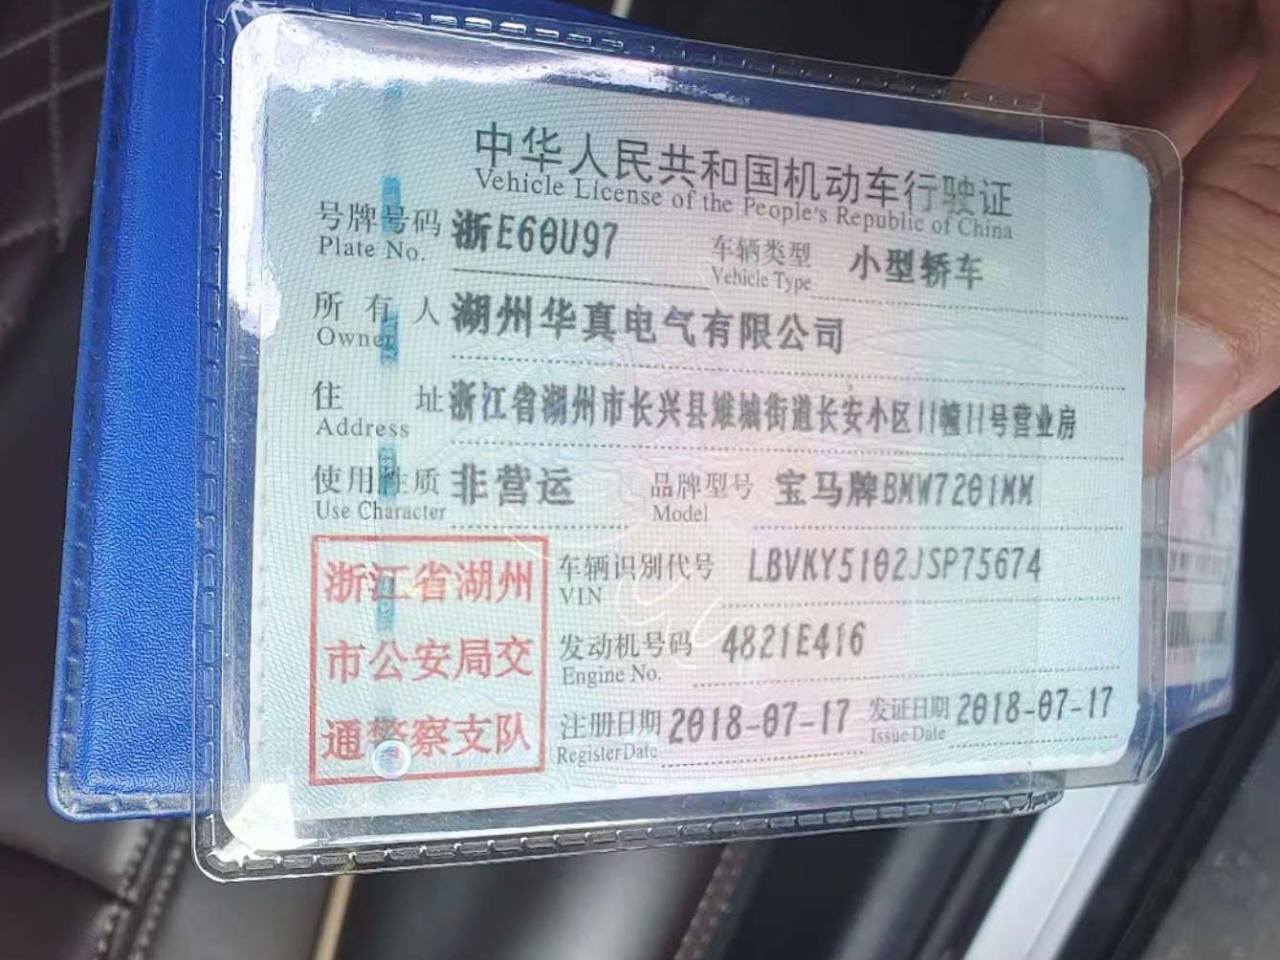 中华人民共和国机动车行驶证
Vehicle License of the People's Republic of China
号牌号码 浙E60U97 车辆类型 小型轿车
Plate No. Vehicle Type
所有人 湖州华真电气有限公司
Owner
住址 浙江省湖州市长兴县雉城街道长安小区11幢11号营业房
Address
使用性质 非营运 品牌型号 宝马牌BMW7201MM
Use Character Model
浙江省湖州
市公安局交
通警察支队
车辆识别代号 LBVKY5102JSP75674
VIN
发动机号码 4821E416
Engine No.
注册日期 2018-07-17 发证日期 2018-07-17
Register Date Issue Date